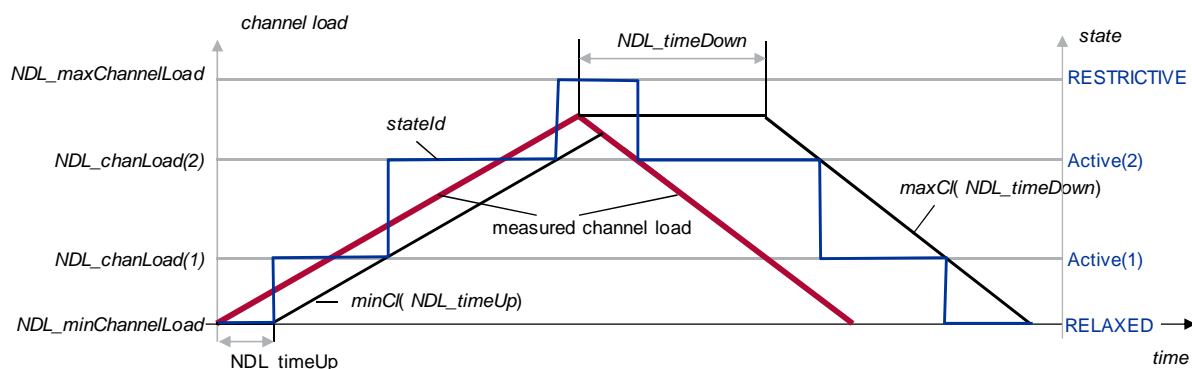 channel load
NDL_timeDown
state
NDL_maxChannelLoad
RESTRICTIVE
stateId
NDL_chanLoad(2)
Active(2)
maxCl( NDL_timeDown)
measured channel load
NDL_chanLoad(1)
Active(1)
minCl( NDL_timeUp)
NDL_minChannelLoad
RELAXED
NDL_timeUp
time